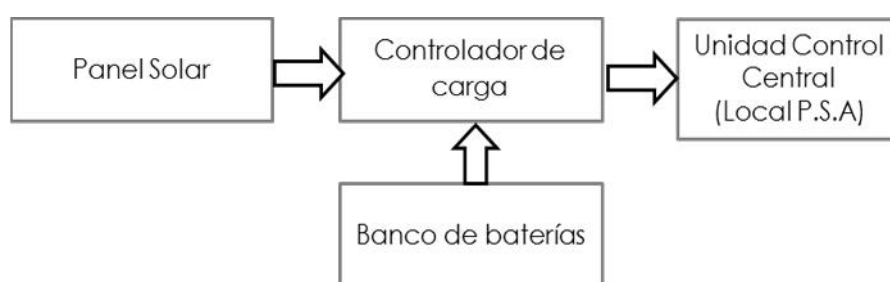 Panel Solar
Controlador de
carga
Unidad Control
Central
(Local P.S.A)
Banco de baterías